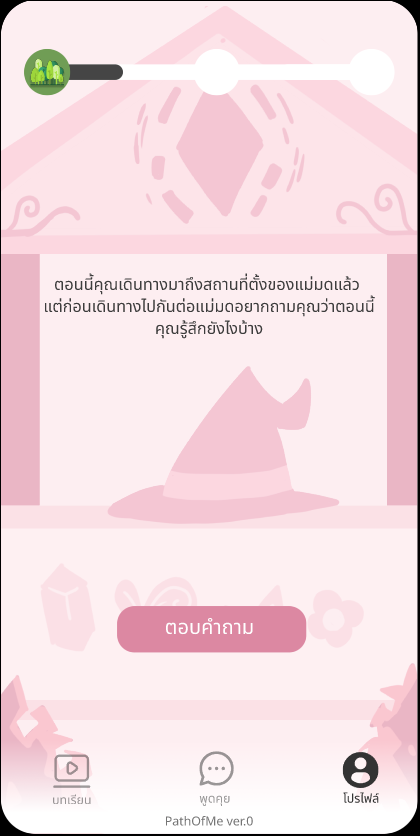 ตอนนี้คุณเดินทางมาถึงสถานที่ตั้งของแม่มดแล้ว
แต่ก่อนเดินทางไปกันต่อแม่มดอยากถามคุณว่าตอนนี้
คุณรู้สึกยังไงบ้าง
ตอบคำถาม
บทเรียน
พูดคุย
โปรไฟล์
PathOfMe ver.0